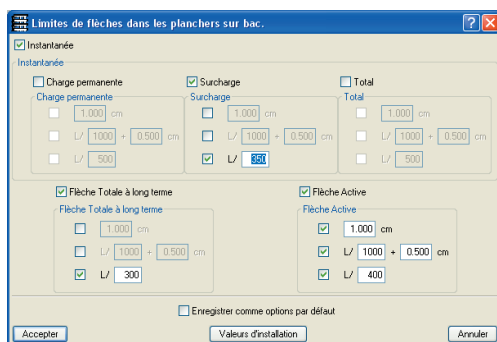 Limites de flèches dans les planchers sur bac.
Instantanée
Instantanée
Charge permanente Surcharge Total
Charge permanente Surcharge Total
1.000 cm 1.000 cm 1.000 cm
L/ 1000 + 0.500 cm L/ 1000 + 0.500 cm L/ 1000 + 0.500 cm
L/ 500 L/ 350 L/ 500
Flèche Totale à long terme Flèche Active
Flèche Totale à long terme Flèche Active
1.000 cm 1.000 cm
L/ 1000 + 0.500 cm L/ 1000 + 0.500 cm
L/ 300 L/ 400
Enregistrer comme options par défaut
Accepter Valeurs d'installation Annuler